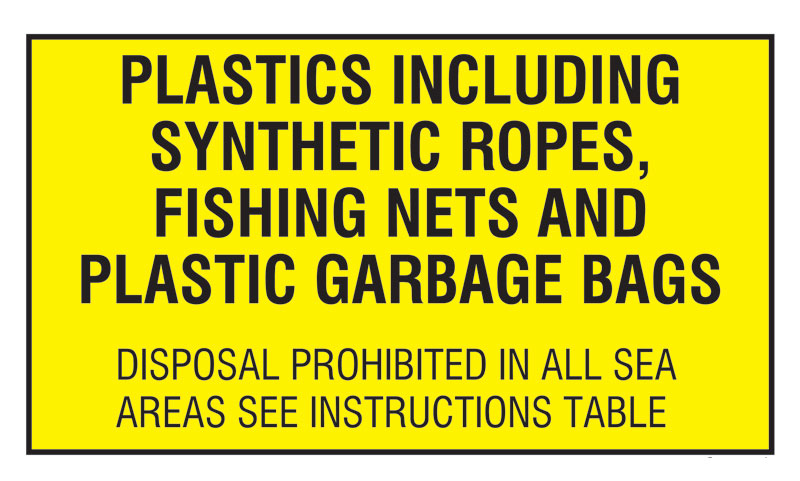 PLASTICS INCLUDING
SYNTHETIC ROPES,
FISHING NETS AND
PLASTIC GARBAGE BAGS
DISPOSAL PROHIBITED IN ALL SEA
AREAS SEE INSTRUCTIONS TABLE